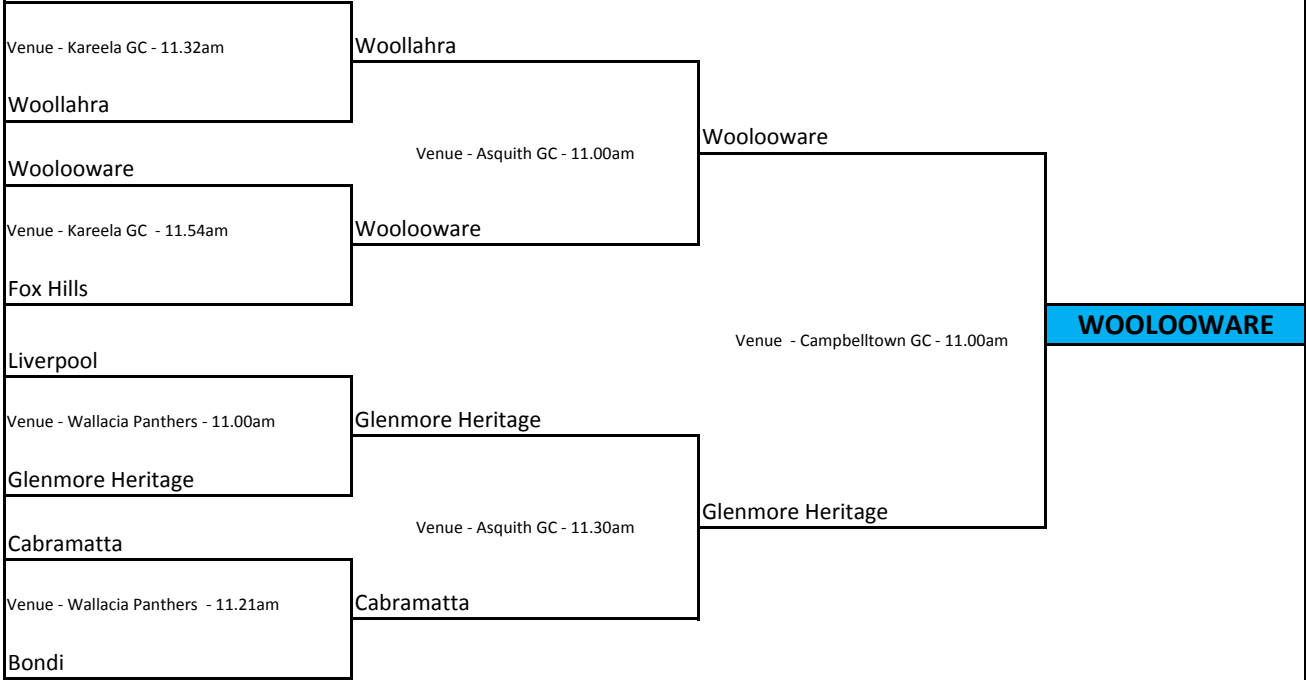 Venue - Kareela GC - 11.32am
Woollahra
Woollahra
Venue - Asquith GC - 11.00am
Woolooware
Woolooware
Venue - Kareela GC  - 11.54am
Woolooware
Fox Hills
WOOLOOWARE
Venue  - Campbelltown GC - 11.00am
Liverpool
Venue - Wallacia Panthers - 11.00am
Glenmore Heritage
Glenmore Heritage
Glenmore Heritage
Venue - Asquith GC - 11.30am
Cabramatta
Venue - Wallacia Panthers  - 11.21am
Cabramatta
Bondi